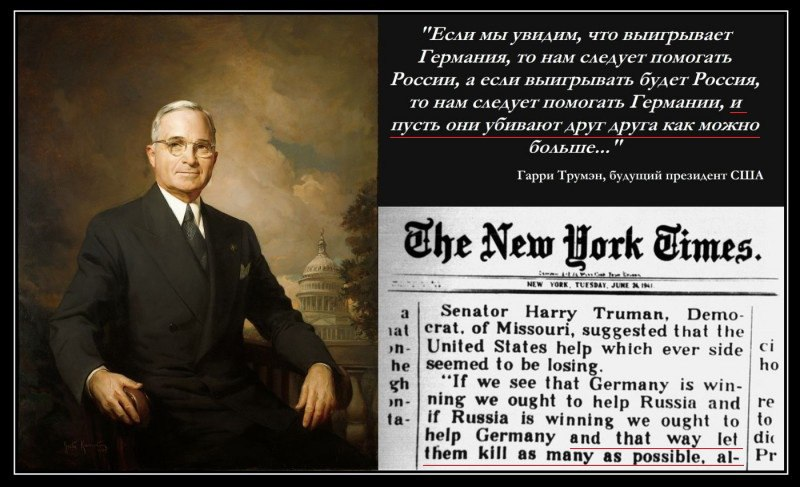 "Если мы увидим, что выигрывает
Германия, то нам следует помогать
России, а если выигрывать будет Россия,
то нам следует помогать Германии, и
пусть они убивают друг друга как можно
больше..."
Гарри Трумэн, будущий президент США
The New York Times.
NEW YORK, TUESDAY, JUNE 24, 1941
Senator Harry Truman, Demo-
crat, of Missouri, suggested that the
United States help which ever side
seemed to be losing.
"If we see that Germany is win-
ning we ought to help Russia and
if Russia is winning we ought to
help Germany and that way let
them kill as many as possible, al-
a
hat
on-
he
gh
on-
ta-
ci
ho
re
to
dic
Pr